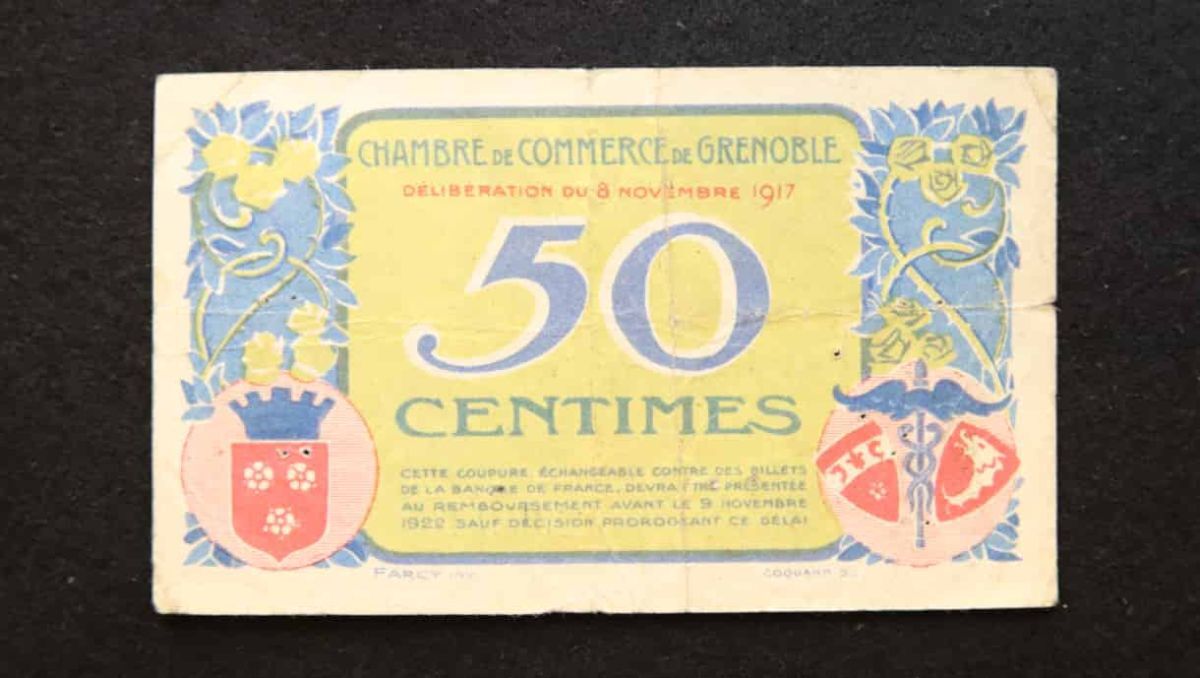 CHAMBRE DE COMMERCE DE GRENOBLE
DÉLIBÉRATION DU 8 NOVEMBRE 1917
50
CENTIMES
CETTE COUPURE ÉCHANGEABLE CONTRE DES BILLETS
DE LA BANQUE DE FRANCE, DEVRA ÊTRE PRÉSENTÉE
AU REMBOURSEMENT AVANT LE 9 NOVEMBRE
1922 SAUF DÉCISION PROROGEANT CE DÉLAI
FARCY INV.